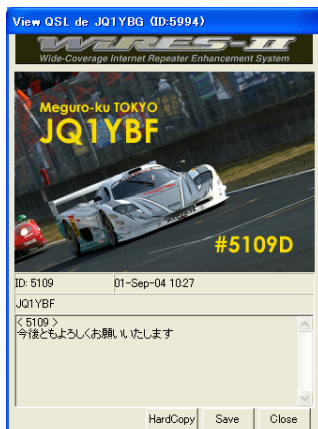 View QSL de JQ1YBG (ID:5994)
WiRES-II
Wide-Coverage Internet Repeater Enhancement System
Meguro-ku TOKYO
JQ1YBF
#5109D
ID: 5109
01-Sep-04 10:27
JQ1YBF
< 5109 >
今後ともよろしくお願いいたします
HardCopy
Save
Close